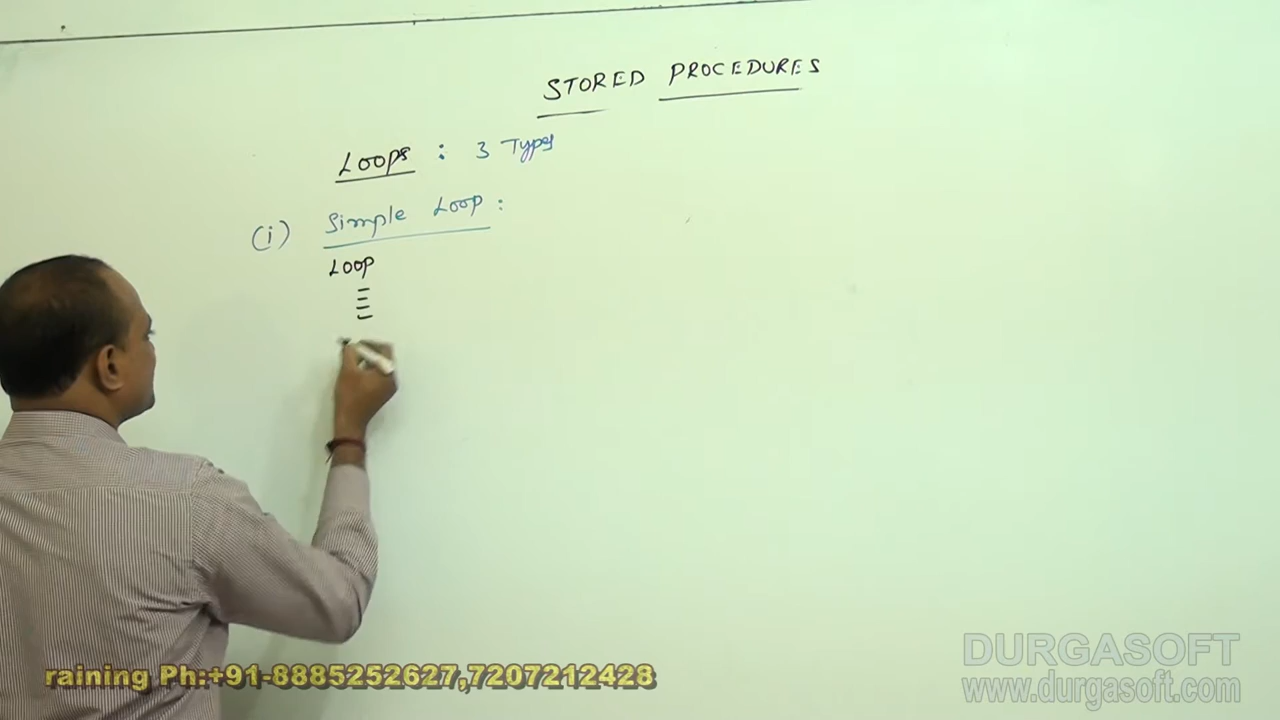 STORED PROCEDURES
Loops : 3 Types
(i) Simple Loop :
Loop
raining Ph:+91-8885252627,7207212428
DURGASOFT
www.durgasoft.com